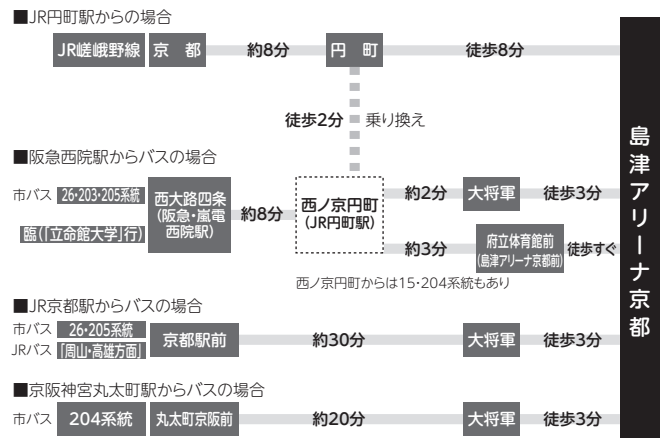 ■JR円町駅からの場合
JR嵯峨野線 京都 約8分 円町 徒歩8分
徒歩2分 乗り換え
■阪急西院駅からバスの場合
市バス 26・203・205系統
臨(「立命館大学」行)
西大路四条
(阪急・嵐電
西院駅)
約8分
西ノ京円町
(JR円町駅)
約2分 大将軍 徒歩3分
約3分 府立体育館前
(島津アリーナ京都前)
徒歩すぐ
西ノ京円町からは15・204系統もあり
■JR京都駅からバスの場合
市バス 26・205系統
JRバス 「周山・高雄方面」
京都駅前 約30分 大将軍 徒歩3分
■京阪神宮丸太町駅からバスの場合
市バス 204系統 丸太町京阪前 約20分 大将軍 徒歩3分
島津アリーナ京都